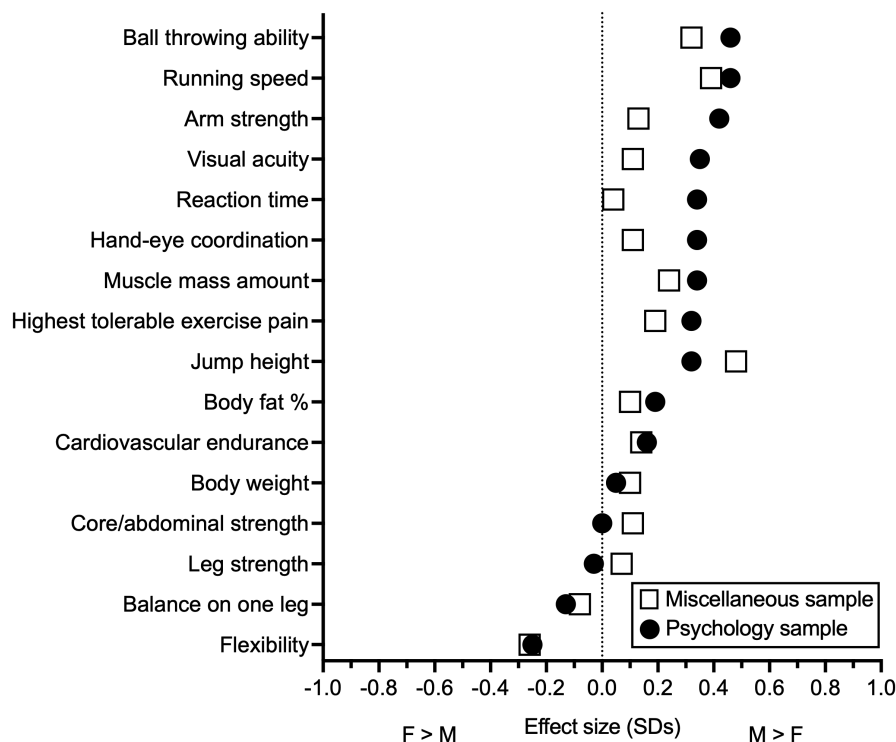 Ball throwing ability
Running speed
Arm strength
Visual acuity
Reaction time
Hand-eye coordination
Muscle mass amount
Highest tolerable exercise pain
Jump height
Body fat %
Cardiovascular endurance
Body weight
Core/abdominal strength
Leg strength
Balance on one leg
Flexibility
Miscellaneous sample
Psychology sample
-1.0 -0.8 -0.6 -0.4 -0.2 0.0 0.2 0.4 0.6 0.8 1.0
F > M Effect size (SDs) M > F